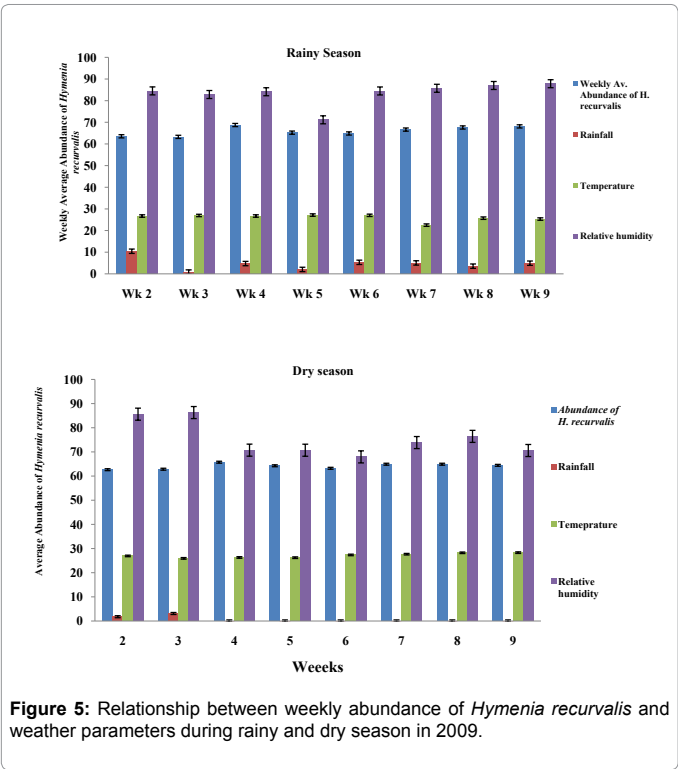 Rainy Season
Weekly Average Abundance of Hymenia
recurvalis
100
90
80
70
60
50
40
30
20
10
0
Wk 2 Wk 3 Wk 4 Wk 5 Wk 6 Wk 7 Wk 8 Wk 9
Weekly Av.
Abundance of H.
recurvalis
Rainfall
Temperature
Relative humidity
Dry season
Average Abundance of Hymenia recurvalis
100
90
80
70
60
50
40
30
20
10
0
2 3 4 5 6 7 8 9
Weeeks
Abundance of
H. recurvalis
Rainfall
Temeprature
Relative
humidity
Figure 5: Relationship between weekly abundance of Hymenia recurvalis and
weather parameters during rainy and dry season in 2009.